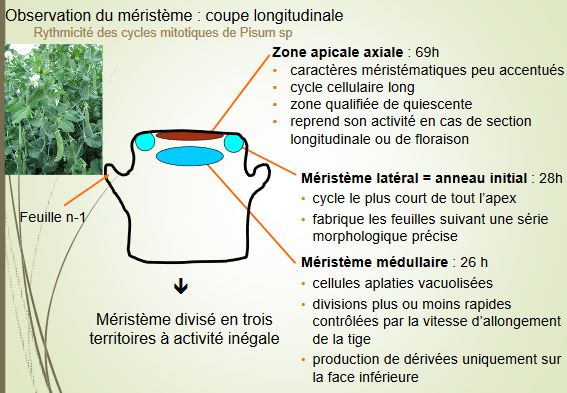 Observation du méristème : coupe longitudinale
Rythmicité des cycles mitotiques de Pisum sp
Zone apicale axiale : 69h
• caractères méristématiques peu accentués
• cycle cellulaire long
• zone qualifiée de quiescente
• reprend son activité en cas de section
longitudinale ou de floraison
Méristème latéral = anneau initial : 28h
• cycle le plus court de tout l'apex
• fabrique les feuilles suivant une série
morphologique précise
Feuille n-1
Méristème médullaire : 26 h
• cellules aplaties vacuolisées
• divisions plus ou moins rapides
contrôlées par la vitesse d'allongement
de la tige
• production de dérivées uniquement sur
la face inférieure
🡻
Méristème divisé en trois
territoires à activité inégale